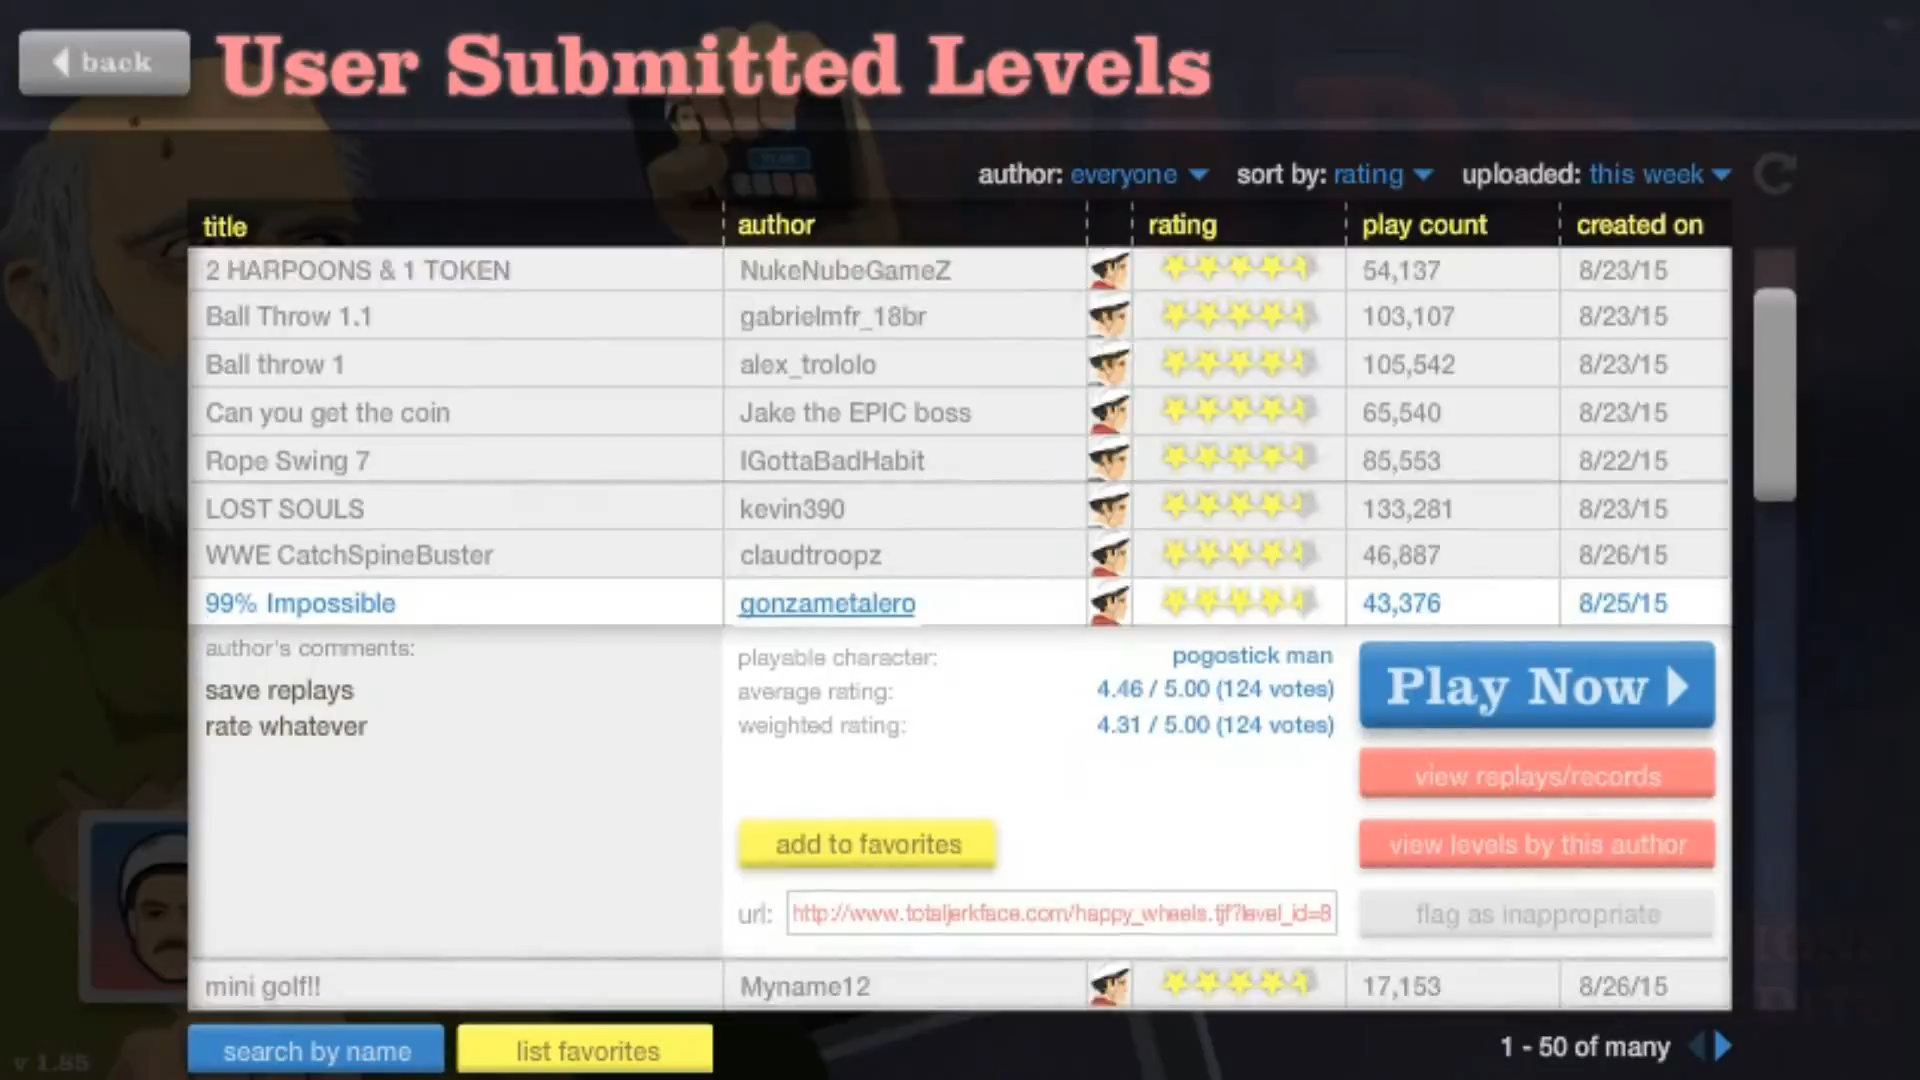 back
User Submitted Levels
author: everyone sort by: rating uploaded: this week
title author rating play count created on
2 HARPOONS & 1 TOKEN NukeNubeGameZ 54,137 8/23/15
Ball Throw 1.1 gabrielmfr_18br 103,107 8/23/15
Ball throw 1 alex_trololo 105,542 8/23/15
Can you get the coin Jake the EPIC boss 65,540 8/23/15
Rope Swing 7 IGottaBadHabit 85,553 8/22/15
LOST SOULS kevin390 133,281 8/23/15
WWE CatchSpineBuster claudtroopz 46,887 8/26/15
99% Impossible gonzametalero 43,376 8/25/15
author's comments:
save replays
rate whatever
playable character: pogostick man
average rating: 4.46 / 5.00 (124 votes)
weighted rating: 4.31 / 5.00 (124 votes)
add to favorites
url: http://www.totaljerkface.com/happy_wheels.tjf?level_id=8
Play Now
view replays/records
view levels by this author
flag as inappropriate
mini golf!! Myname12 17,153 8/26/15
search by name list favorites 1 - 50 of many
v 1.85